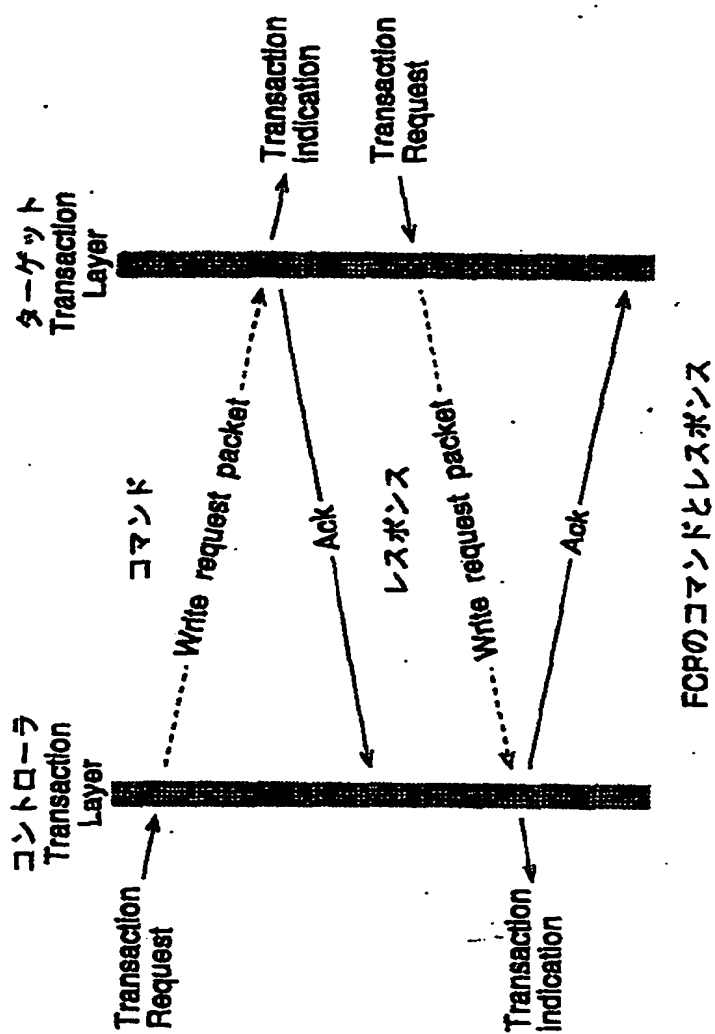 コントローラ
Transaction
Layer
ターゲット
Transaction
Layer
Transaction
Request
コマンド
Write request packet
Transaction
Indication
Ack
レスポンス
Transaction
Request
Write request packet
Transaction
Indication
Ack
FCPのコマンドとレスポンス